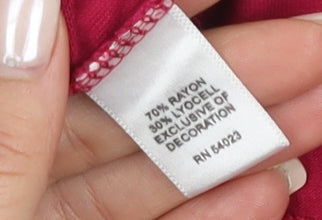 70% RAYON
30% LYOCELL
EXCLUSIVE OF
DECORATION
RN 54023